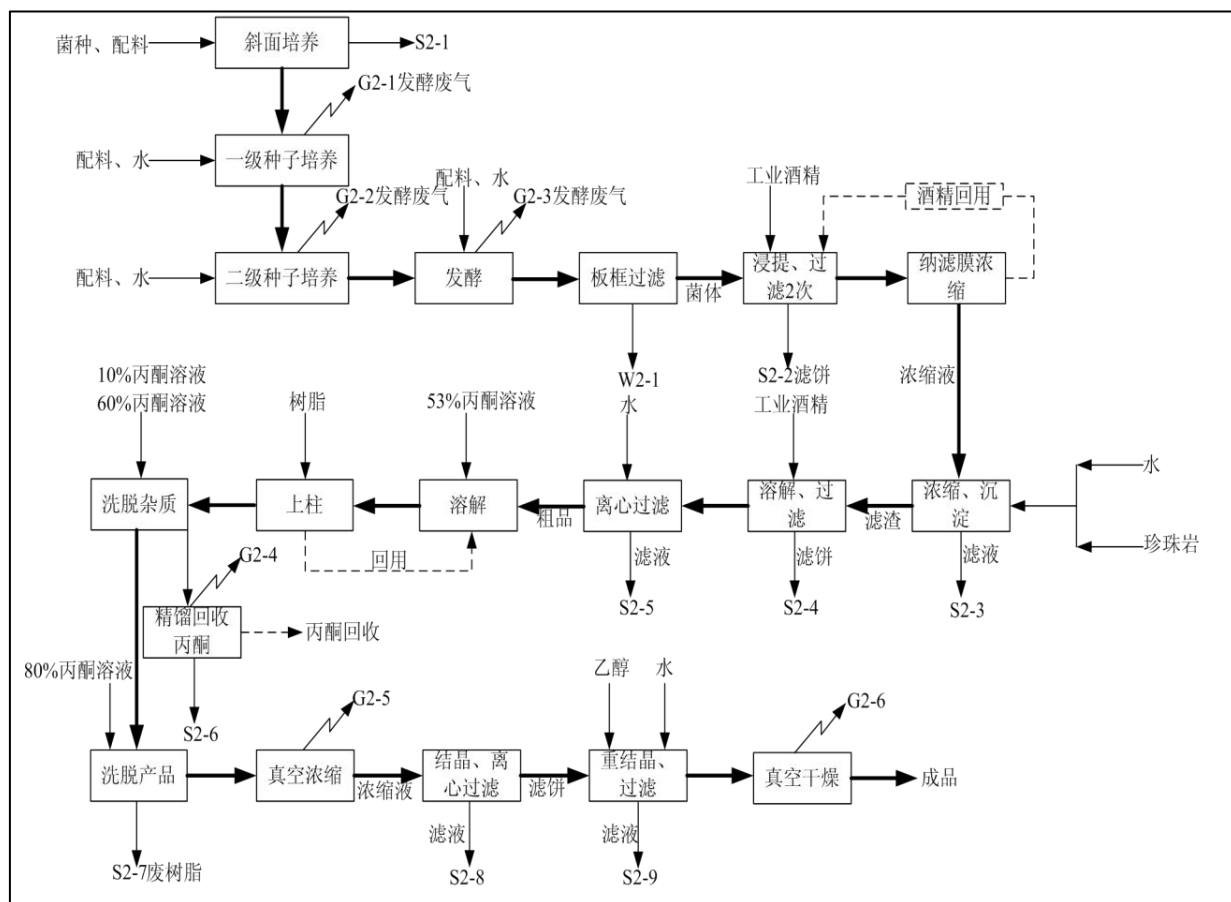 菌种、配料
斜面培养
S2-1
G2-1发酵废气
配料、水
一级种子培养
G2-2发酵废气
配料、水
G2-3发酵废气
工业酒精
酒精回用
配料、水
二级种子培养
发酵
板框过滤
菌体
浸提、过
滤2次
纳滤膜浓
缩
W2-1
S2-2滤饼
浓缩液
10%丙酮溶液
60%丙酮溶液
树脂
53%丙酮溶液
水
工业酒精
水
洗脱杂质
上柱
溶解
粗品
离心过滤
溶解、过
滤
滤渣
浓缩、沉
淀
珍珠岩
回用
滤液
滤饼
滤液
S2-5
S2-4
S2-3
G2-4
精馏回收
丙酮
丙酮回收
80%丙酮溶液
S2-6
G2-5
乙醇
水
G2-6
洗脱产品
真空浓缩
浓缩液
结晶、离
心过滤
滤饼
重结晶、
过滤
真空干燥
成品
滤液
滤液
S2-7废树脂
S2-8
S2-9